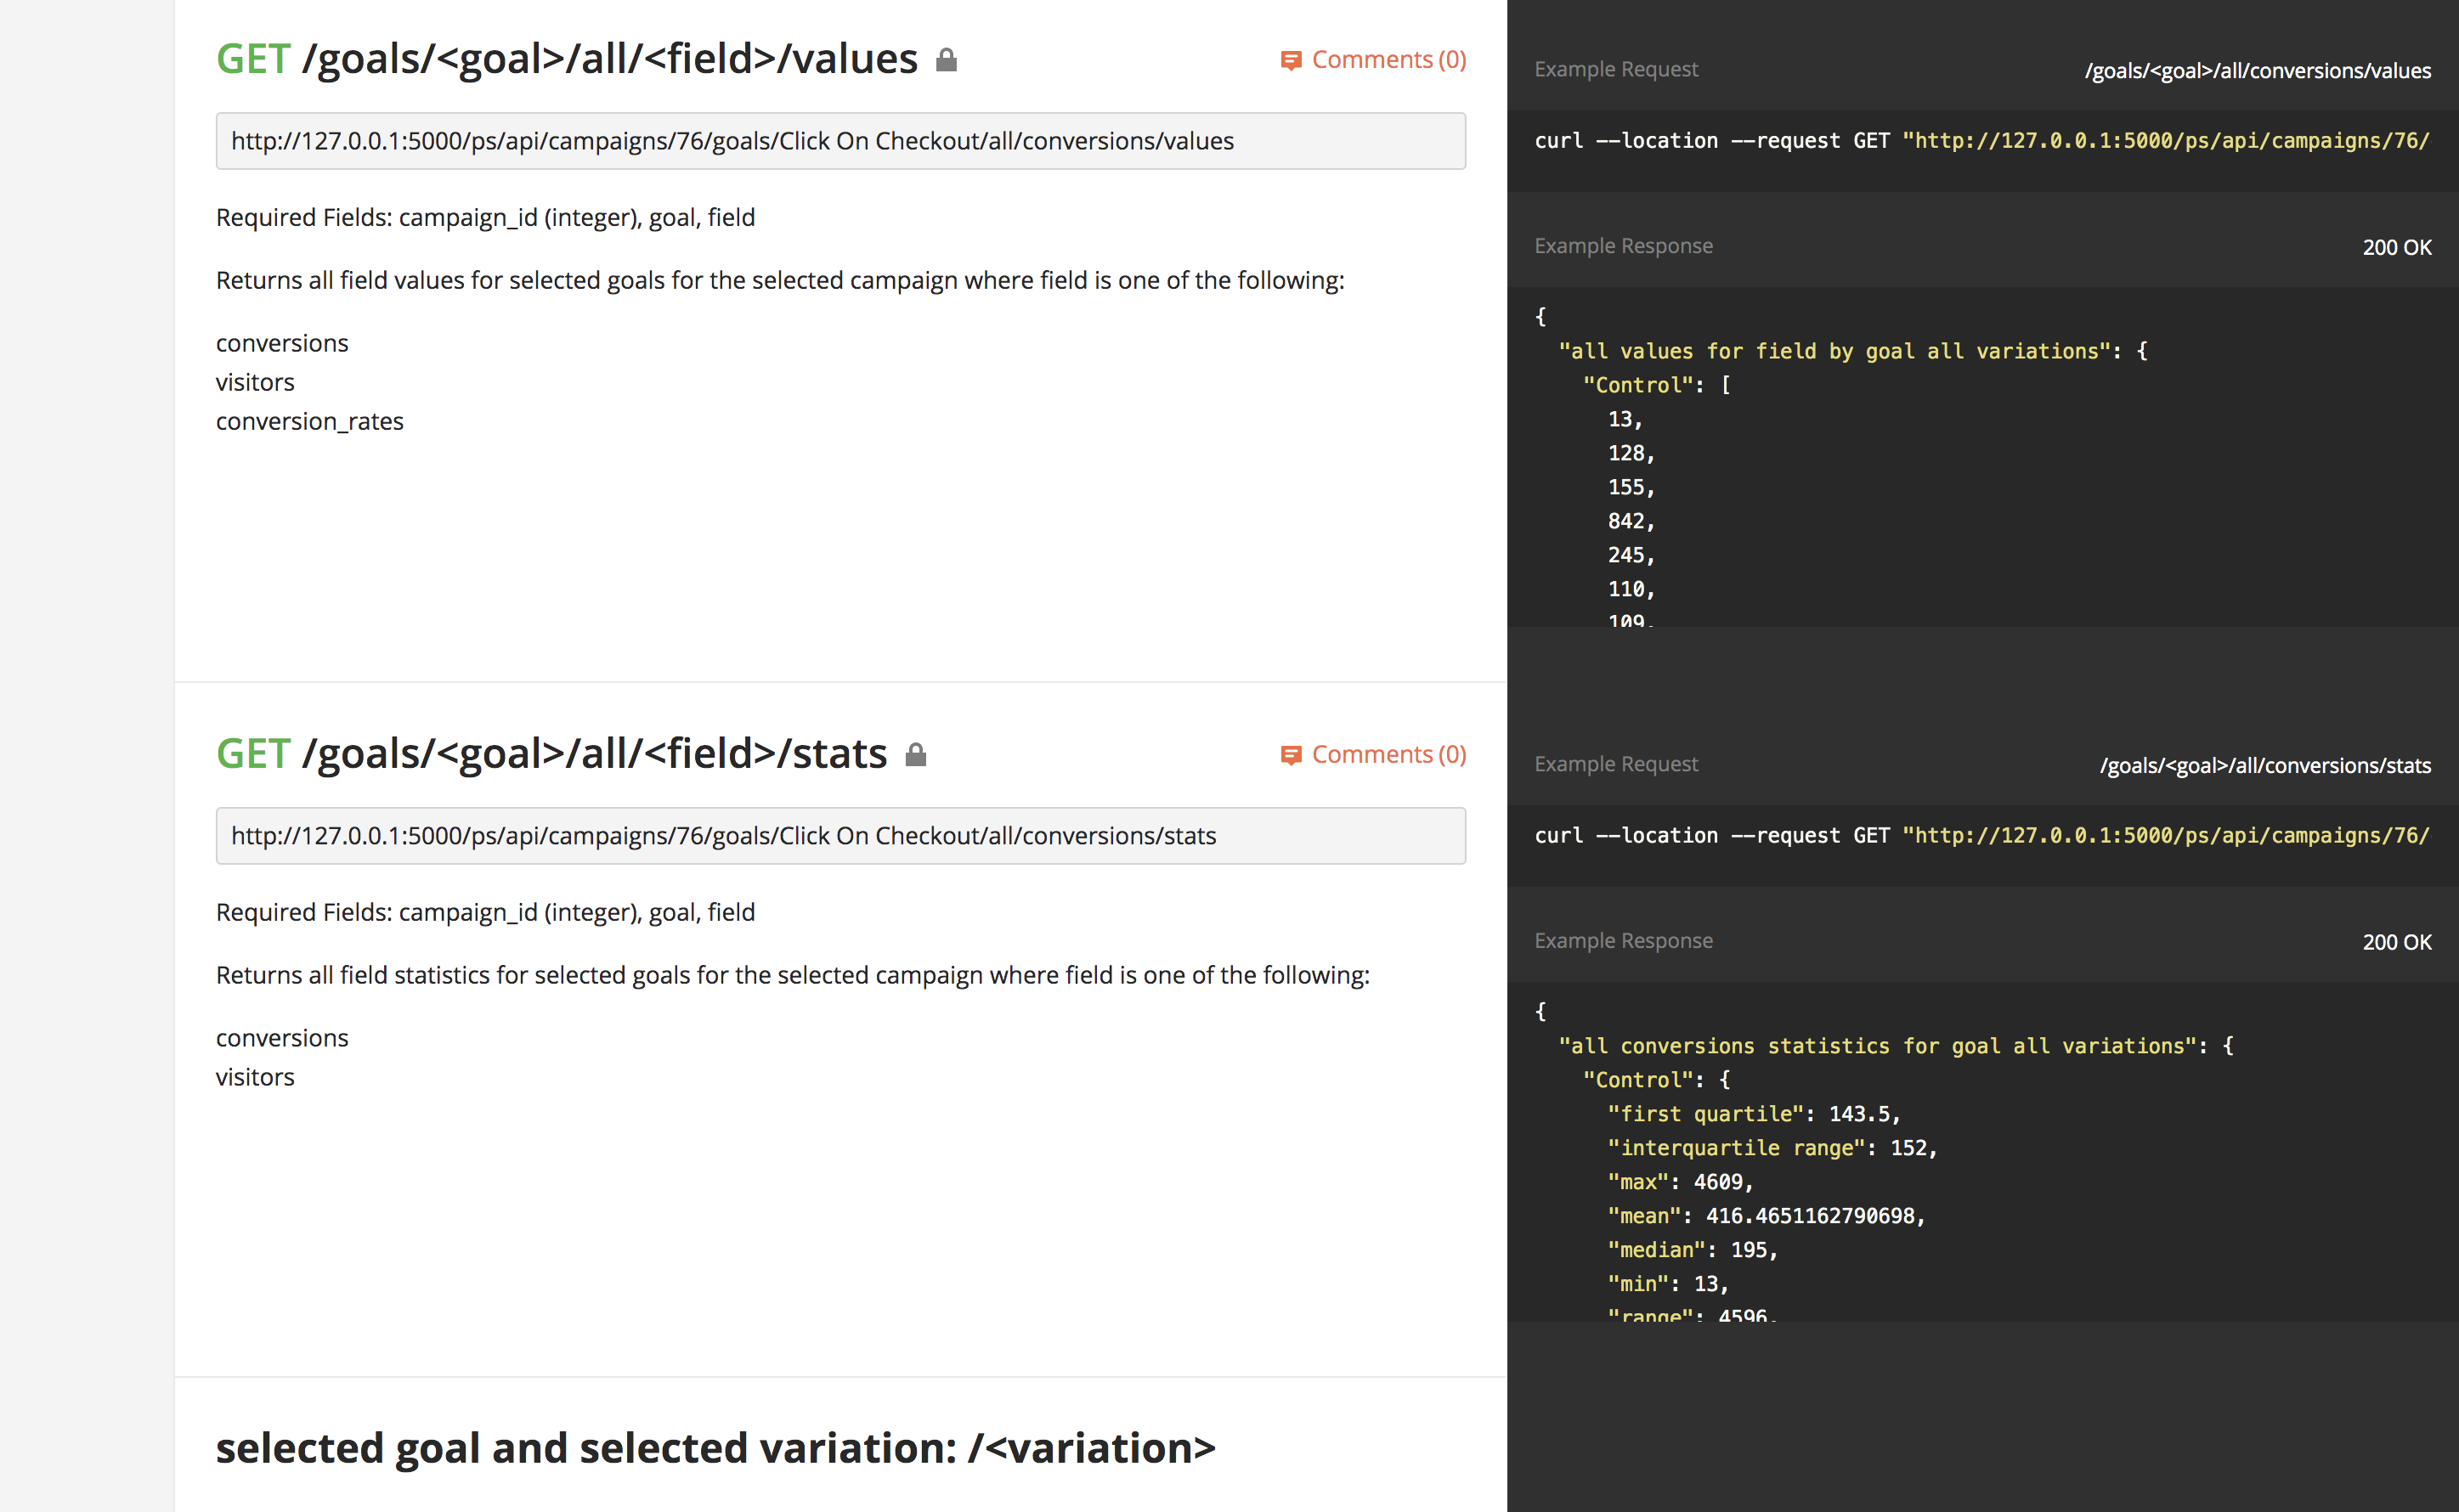 GET /goals/<goal>/all/<field>/values
Comments (0)
http://127.0.0.1:5000/ps/api/campaigns/76/goals/Click On Checkout/all/conversions/values
Required Fields: campaign_id (integer), goal, field
Returns all field values for selected goals for the selected campaign where field is one of the following:
conversions
visitors
conversion_rates
Example Request
/goals/<goal>/all/conversions/values
curl --location --request GET "http://127.0.0.1:5000/ps/api/campaigns/76/
Example Response
200 OK
{
"all values for field by goal all variations": {
"Control": [
13,
128,
155,
842,
245,
110,
109,
GET /goals/<goal>/all/<field>/stats
Comments (0)
http://127.0.0.1:5000/ps/api/campaigns/76/goals/Click On Checkout/all/conversions/stats
Required Fields: campaign_id (integer), goal, field
Returns all field statistics for selected goals for the selected campaign where field is one of the following:
conversions
visitors
Example Request
/goals/<goal>/all/conversions/stats
curl --location --request GET "http://127.0.0.1:5000/ps/api/campaigns/76/
Example Response
200 OK
{
"all conversions statistics for goal all variations": {
"Control": {
"first quartile": 143.5,
"interquartile range": 152,
"max": 4609,
"mean": 416.4651162790698,
"median": 195,
"min": 13,
"range": 4596,
selected goal and selected variation: /<variation>